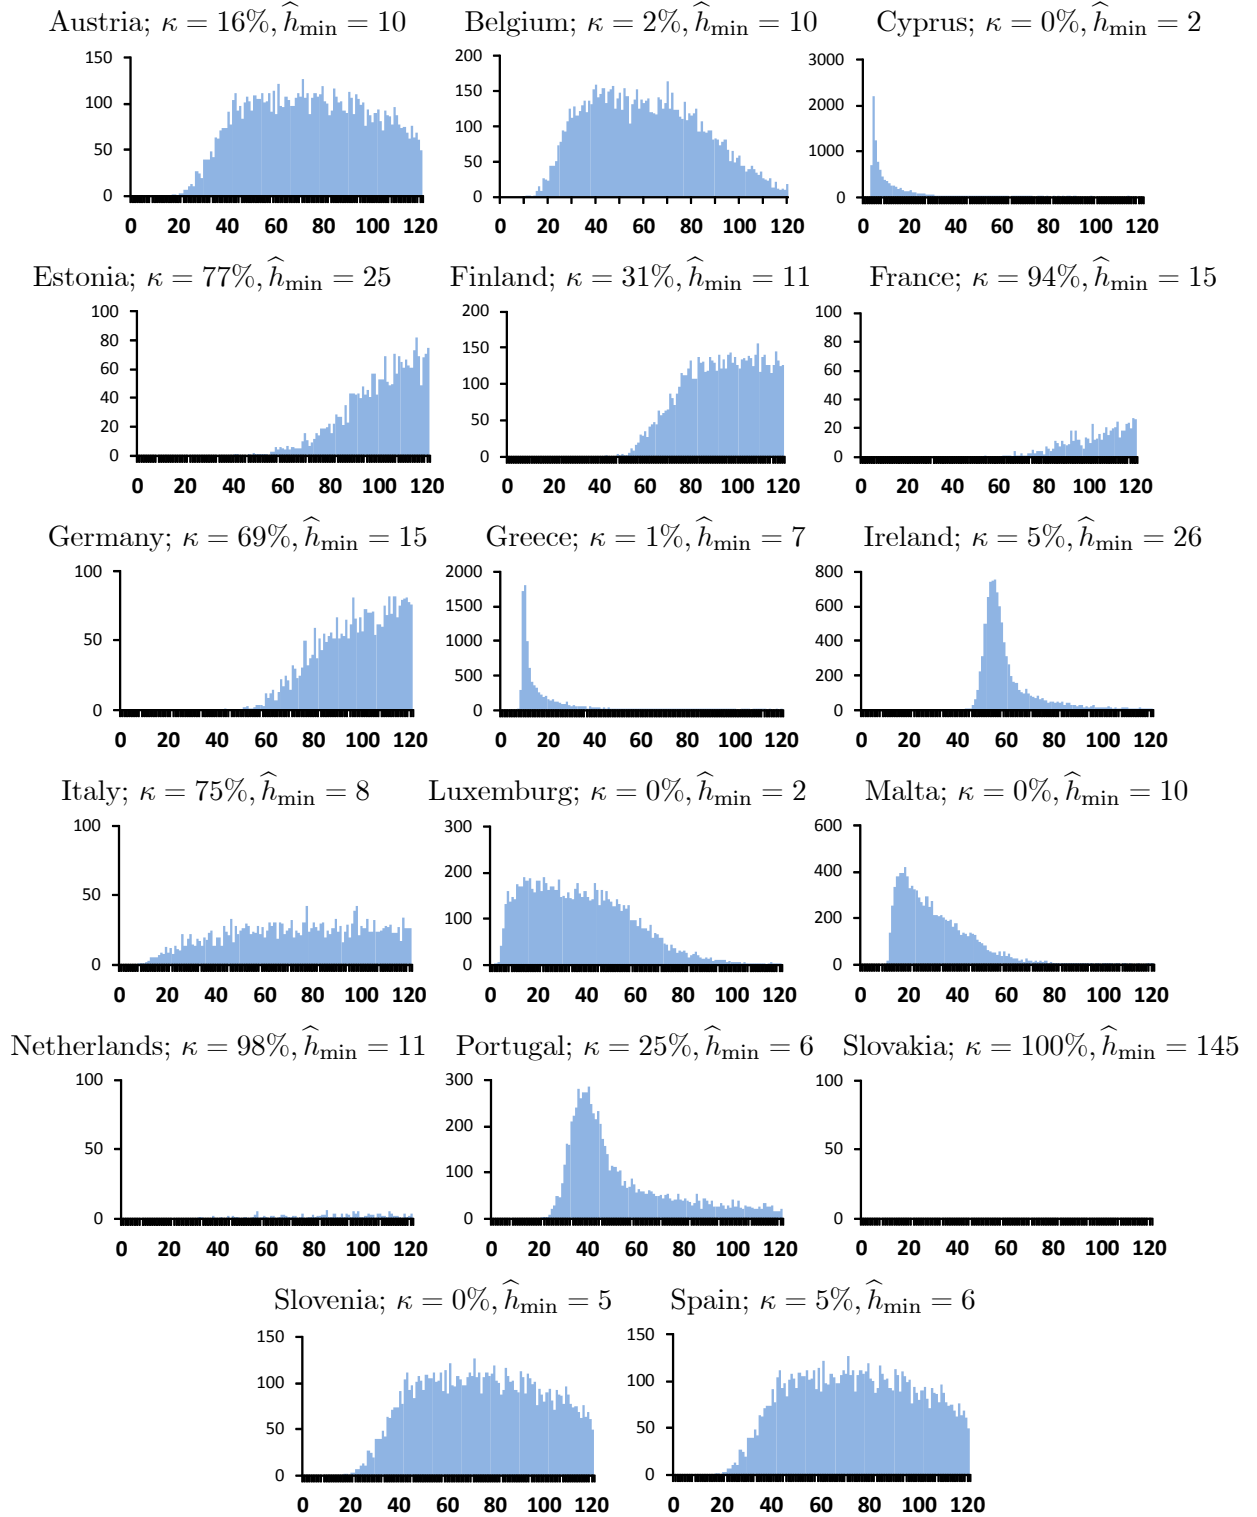 Austria; κ = 16%, ĥmin = 10 Belgium; κ = 2%, ĥmin = 10 Cyprus; κ = 0%, ĥmin = 2
150 200 3000
150
100 2000
100
50 1000
50
0 0 0
0 20 40 60 80 100 120 0 20 40 60 80 100 120 0 20 40 60 80 100 120
Estonia; κ = 77%, ĥmin = 25 Finland; κ = 31%, ĥmin = 11 France; κ = 94%, ĥmin = 15
100 200 100
80 150 80
60 60
100
40 40
20 50 20
0 0 0
0 20 40 60 80 100 120 0 20 40 60 80 100 120 0 20 40 60 80 100 120
Germany; κ = 69%, ĥmin = 15 Greece; κ = 1%, ĥmin = 7 Ireland; κ = 5%, ĥmin = 26
100 2000 800
1500 600
50 1000 400
500 200
0 0 0
0 20 40 60 80 100 120 0 20 40 60 80 100 120 0 20 40 60 80 100 120
Italy; κ = 75%, ĥmin = 8 Luxemburg; κ = 0%, ĥmin = 2 Malta; κ = 0%, ĥmin = 10
100 300 600
200 400
50
100 200
0 0 0
0 20 40 60 80 100 120 0 20 40 60 80 100 120 0 20 40 60 80 100 120
Netherlands; κ = 98%, ĥmin = 11 Portugal; κ = 25%, ĥmin = 6 Slovakia; κ = 100%, ĥmin = 145
100 300 100
200
50 50
100
0 0 0
0 20 40 60 80 100 120 0 20 40 60 80 100 120 0 20 40 60 80 100 120
Slovenia; κ = 0%, ĥmin = 5 Spain; κ = 5%, ĥmin = 6
150 150
100 100
50 50
0 0
0 20 40 60 80 100 120 0 20 40 60 80 100 120